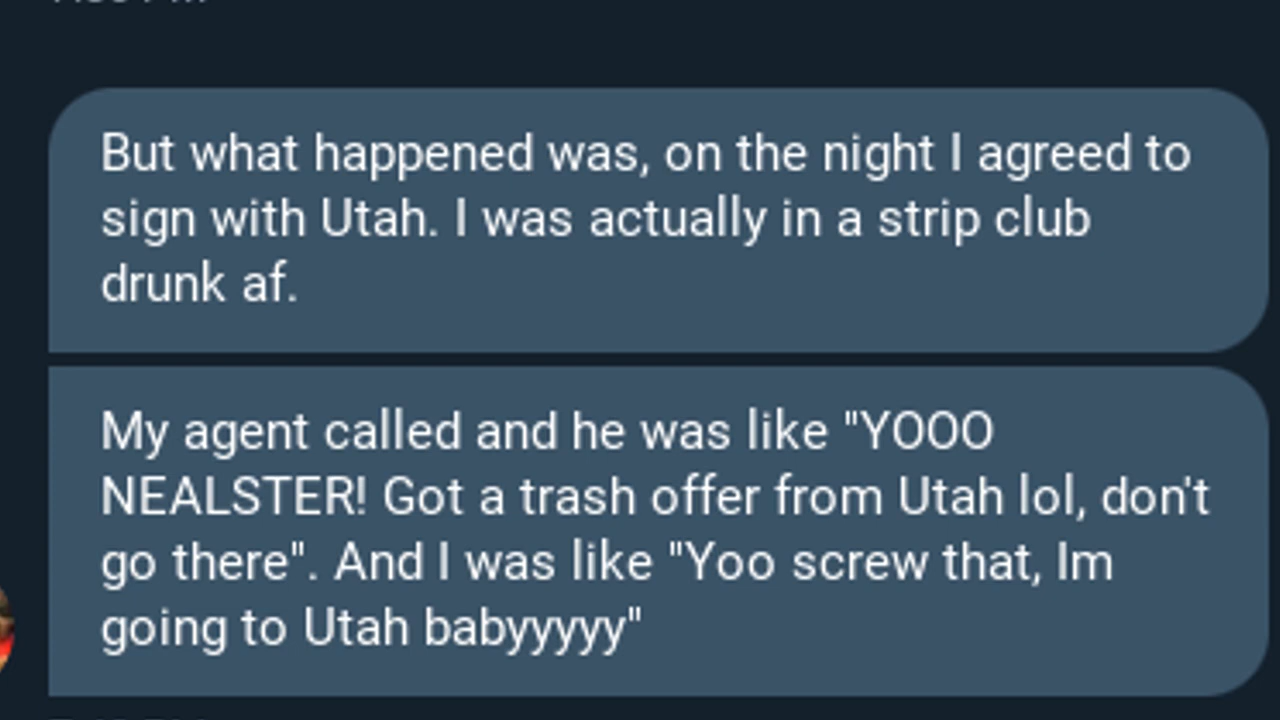 But what happened was, on the night I agreed to
sign with Utah. I was actually in a strip club
drunk af.
My agent called and he was like "YOOO
NEALSTER! Got a trash offer from Utah lol, don't
go there". And I was like "Yoo screw that, Im
going to Utah babyyyyy"